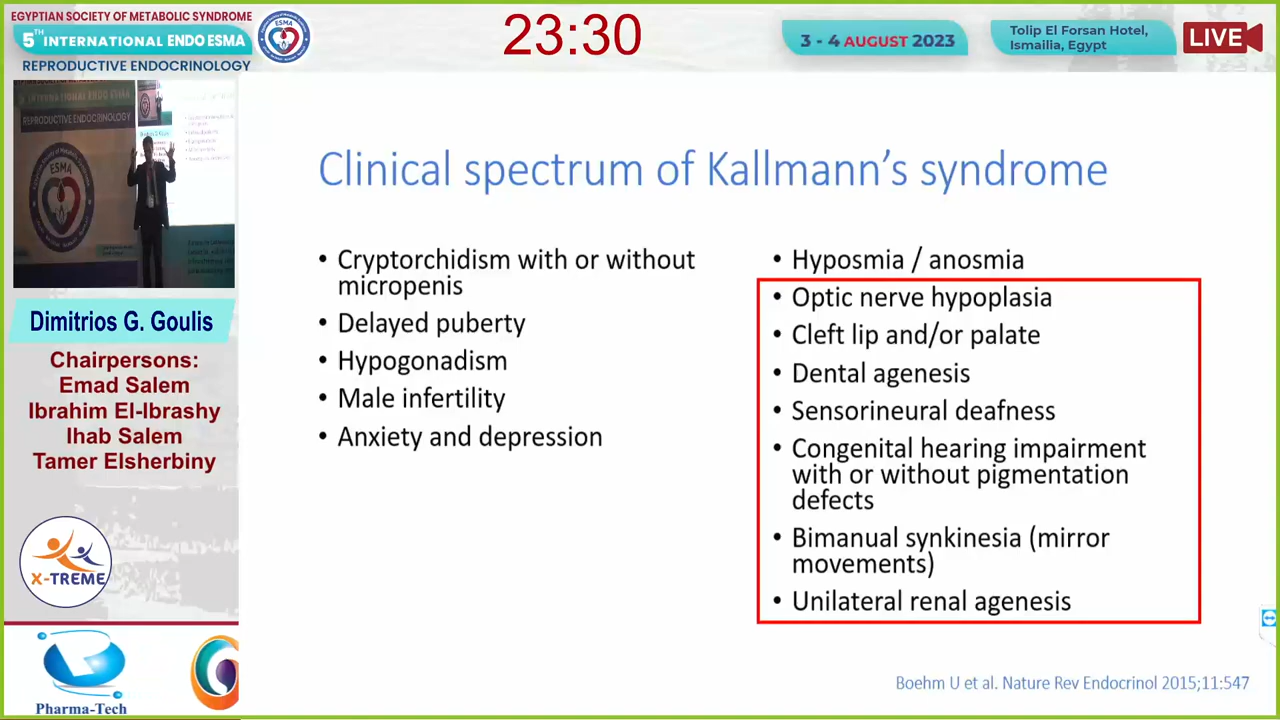 EGYPTIAN SOCIETY OF METABOLIC SYNDROME
5TH INTERNATIONAL ENDO ESMA
REPRODUCTIVE ENDOCRINOLOGY
23:30
3 - 4 AUGUST 2023
Tolip El Forsan Hotel,
Ismailia, Egypt
LIVE
REPRODUCTIVE ENDOCRINOLOGY
ESMA
Dimitrios G. Goulis
Chairpersons:
Emad Salem
Ibrahim El-Ibrashy
Ihab Salem
Tamer Elsherbiny
X-TREME
Pharma-Tech
Clinical spectrum of Kallmann’s syndrome
• Cryptorchidism with or without
micropenis
• Delayed puberty
• Hypogonadism
• Male infertility
• Anxiety and depression
• Hyposmia / anosmia
• Optic nerve hypoplasia
• Cleft lip and/or palate
• Dental agenesis
• Sensorineural deafness
• Congenital hearing impairment
with or without pigmentation
defects
• Bimanual synkinesia (mirror
movements)
• Unilateral renal agenesis
Boehm U et al. Nature Rev Endocrinol 2015;11:547